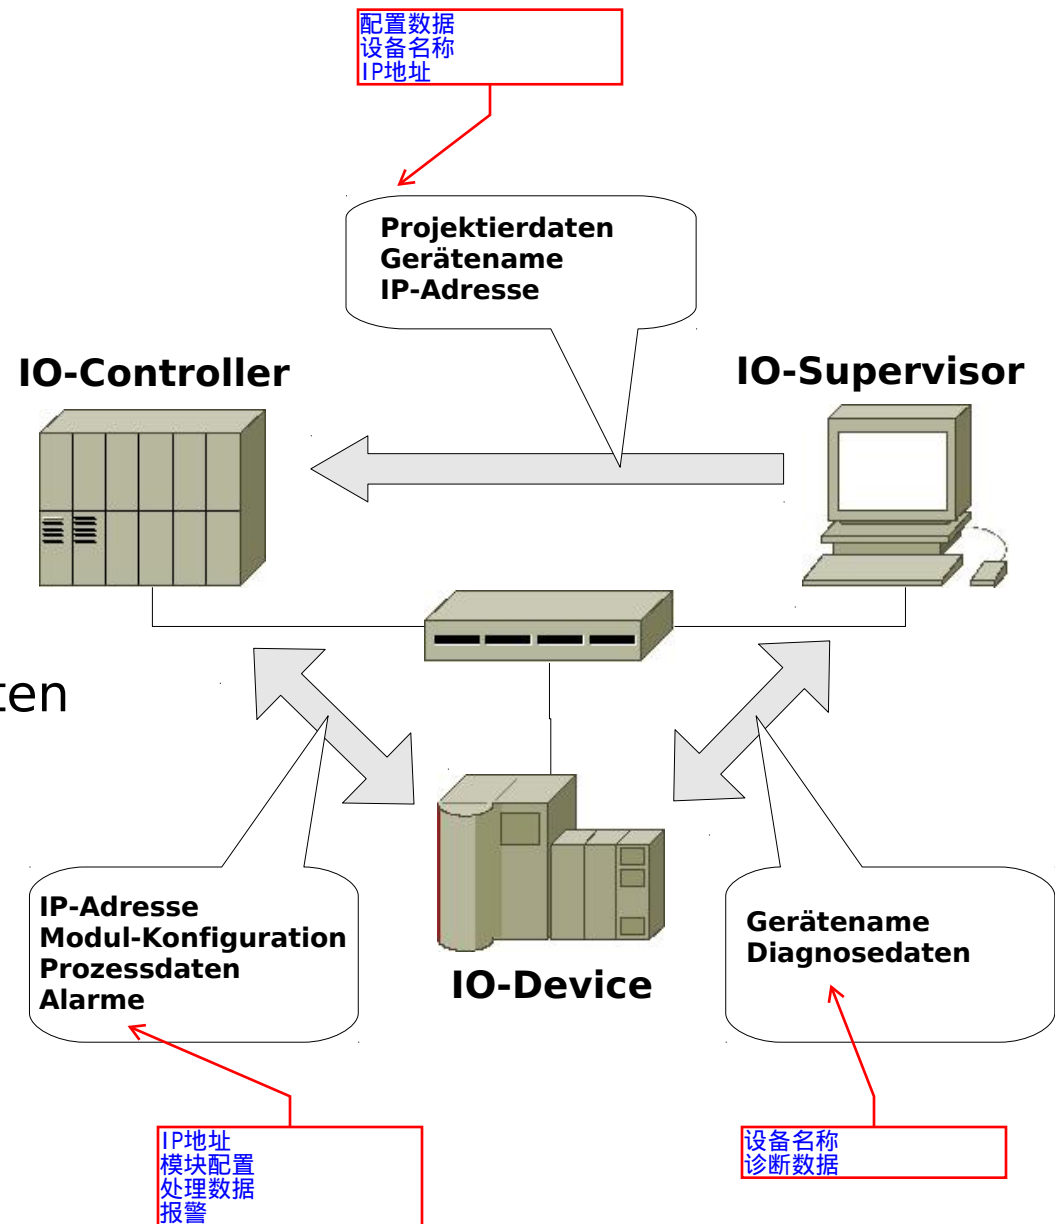 配置数据
设备名称
IP地址
Projektierdaten
Gerätename
IP-Adresse
IO-Controller
IO-Supervisor
ten
IP-Adresse
Modul-Konfiguration
Prozessdaten
Alarme
Gerätename
Diagnosedaten
IO-Device
IP地址
模块配置
处理数据
报警
设备名称
诊断数据